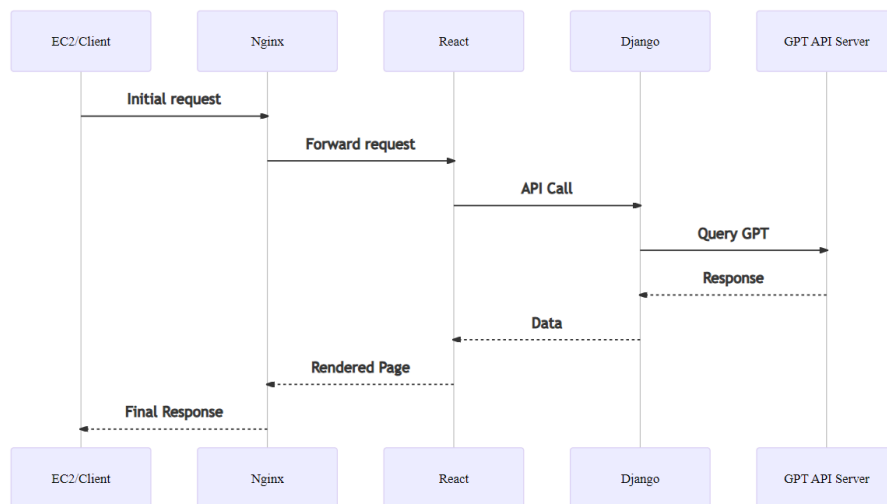 EC2/Client
Nginx
React
Django
GPT API Server
Initial request
Forward request
API Call
Query GPT
Response
Data
Rendered Page
Final Response
EC2/Client
Nginx
React
Django
GPT API Server